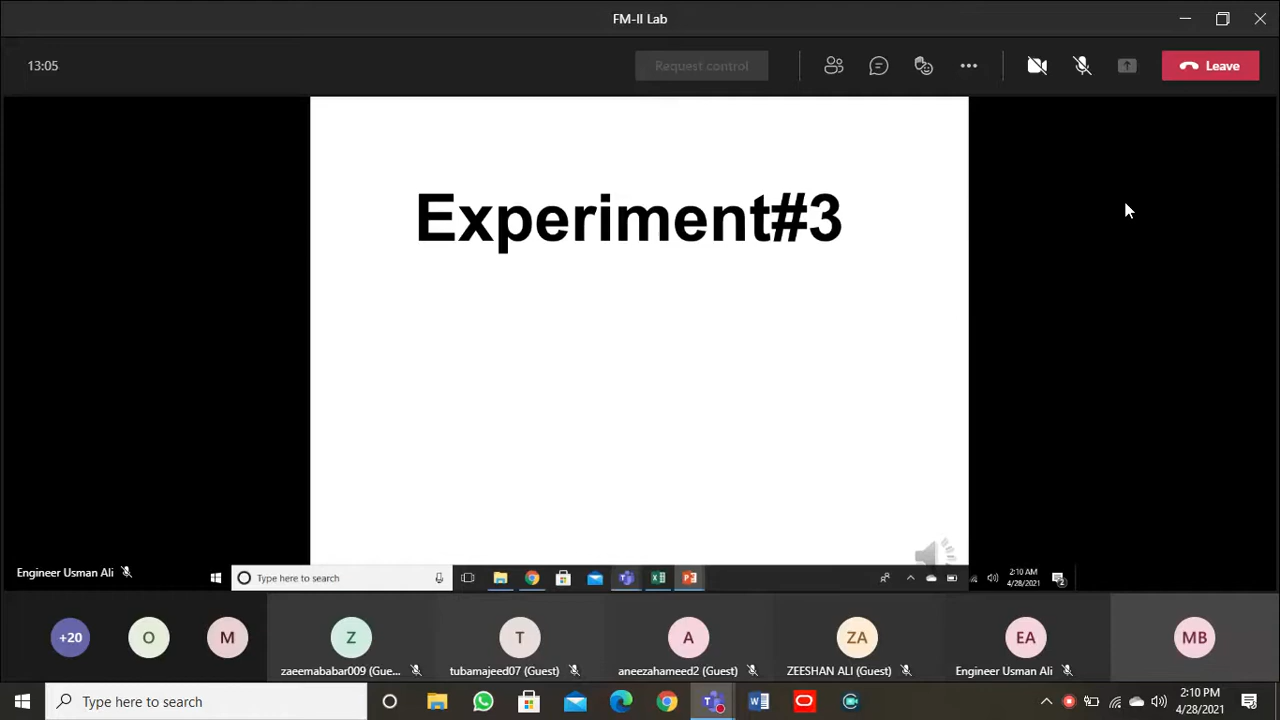 FM-II Lab
13:05
Request control
Leave
Experiment#3
Engineer Usman Ali
Type here to search
2:10 AM
4/28/2021
2
+20
O
M
Z
T
A
ZA
EA
MB
zaeemababar009 (Gue...
tubamajeed07 (Guest)
aneezahameed2 (Guest)
ZEESHAN ALI (Guest)
Engineer Usman Ali
Type here to search
2:10 PM
4/28/2021